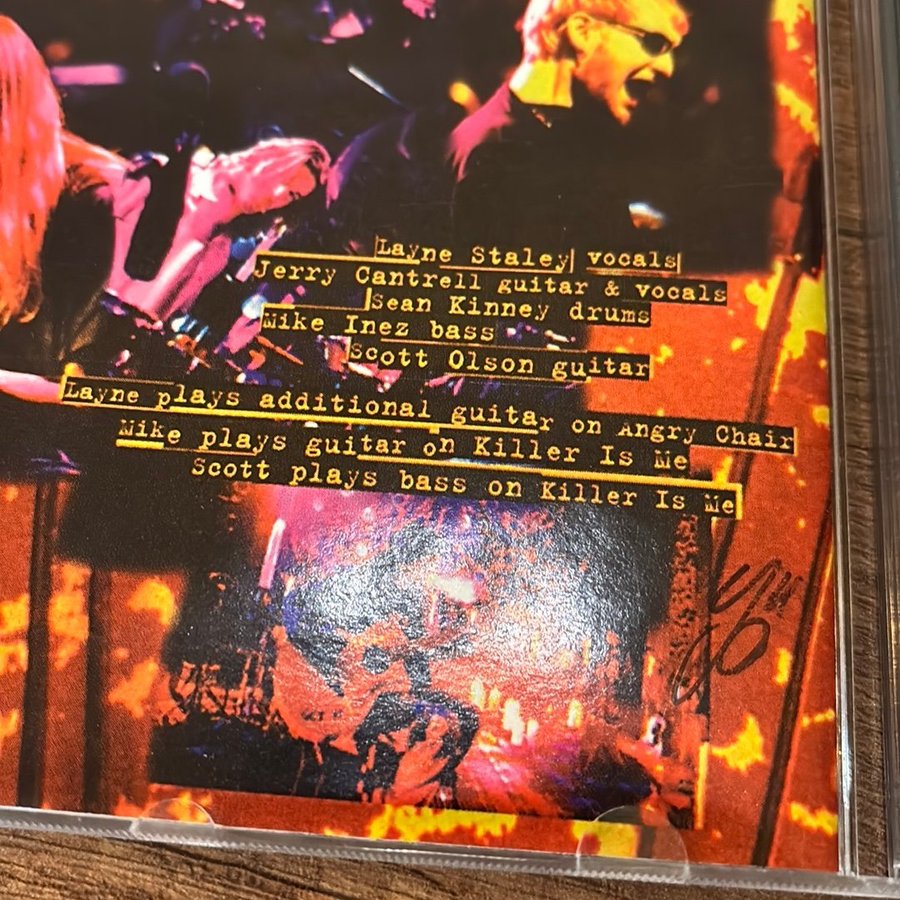 Layne Staley vocals
Jerry Cantrell guitar & vocals
Sean Kinney drums
Mike Inez bass
Scott Olson guitar
Layne plays additional guitar on Angry Chair
Mike plays guitar on Killer Is Me
Scott plays bass on Killer Is Me